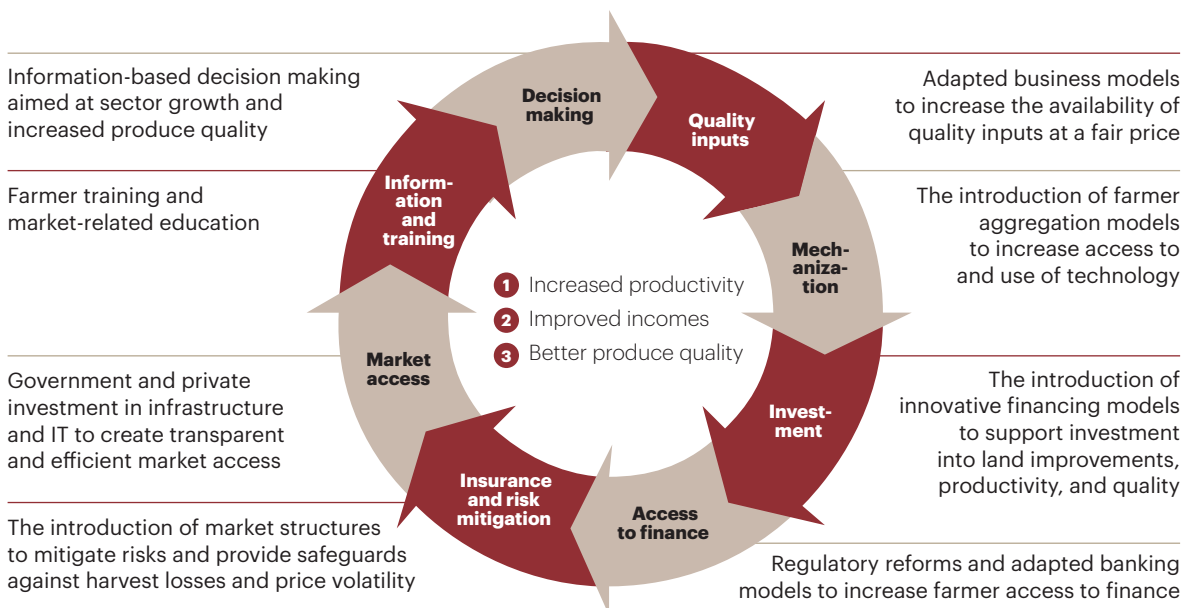 Information-based decision making
aimed at sector growth and
increased produce quality
Farmer training and
market-related education
Government and private
investment in infrastructure
and IT to create transparent
and efficient market access
The introduction of market structures
to mitigate risks and provide safeguards
against harvest losses and price volatility
Decision
making
Quality
inputs
Mech-
aniza-
tion
Invest-
ment
Access
to finance
Insurance
and risk
mitigation
Market
access
Inform-
ation
and
training
1 Increased productivity
2 Improved incomes
3 Better produce quality
Adapted business models
to increase the availability of
quality inputs at a fair price
The introduction of farmer
aggregation models
to increase access to
and use of technology
The introduction of
innovative financing models
to support investment
into land improvements,
productivity, and quality
Regulatory reforms and adapted banking
models to increase farmer access to finance